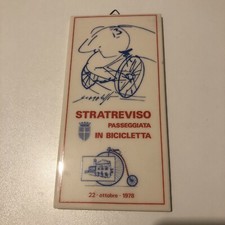 STRATREVISO
PASSEGGIATA
IN BICICLETTA
22 - ottobre - 1978